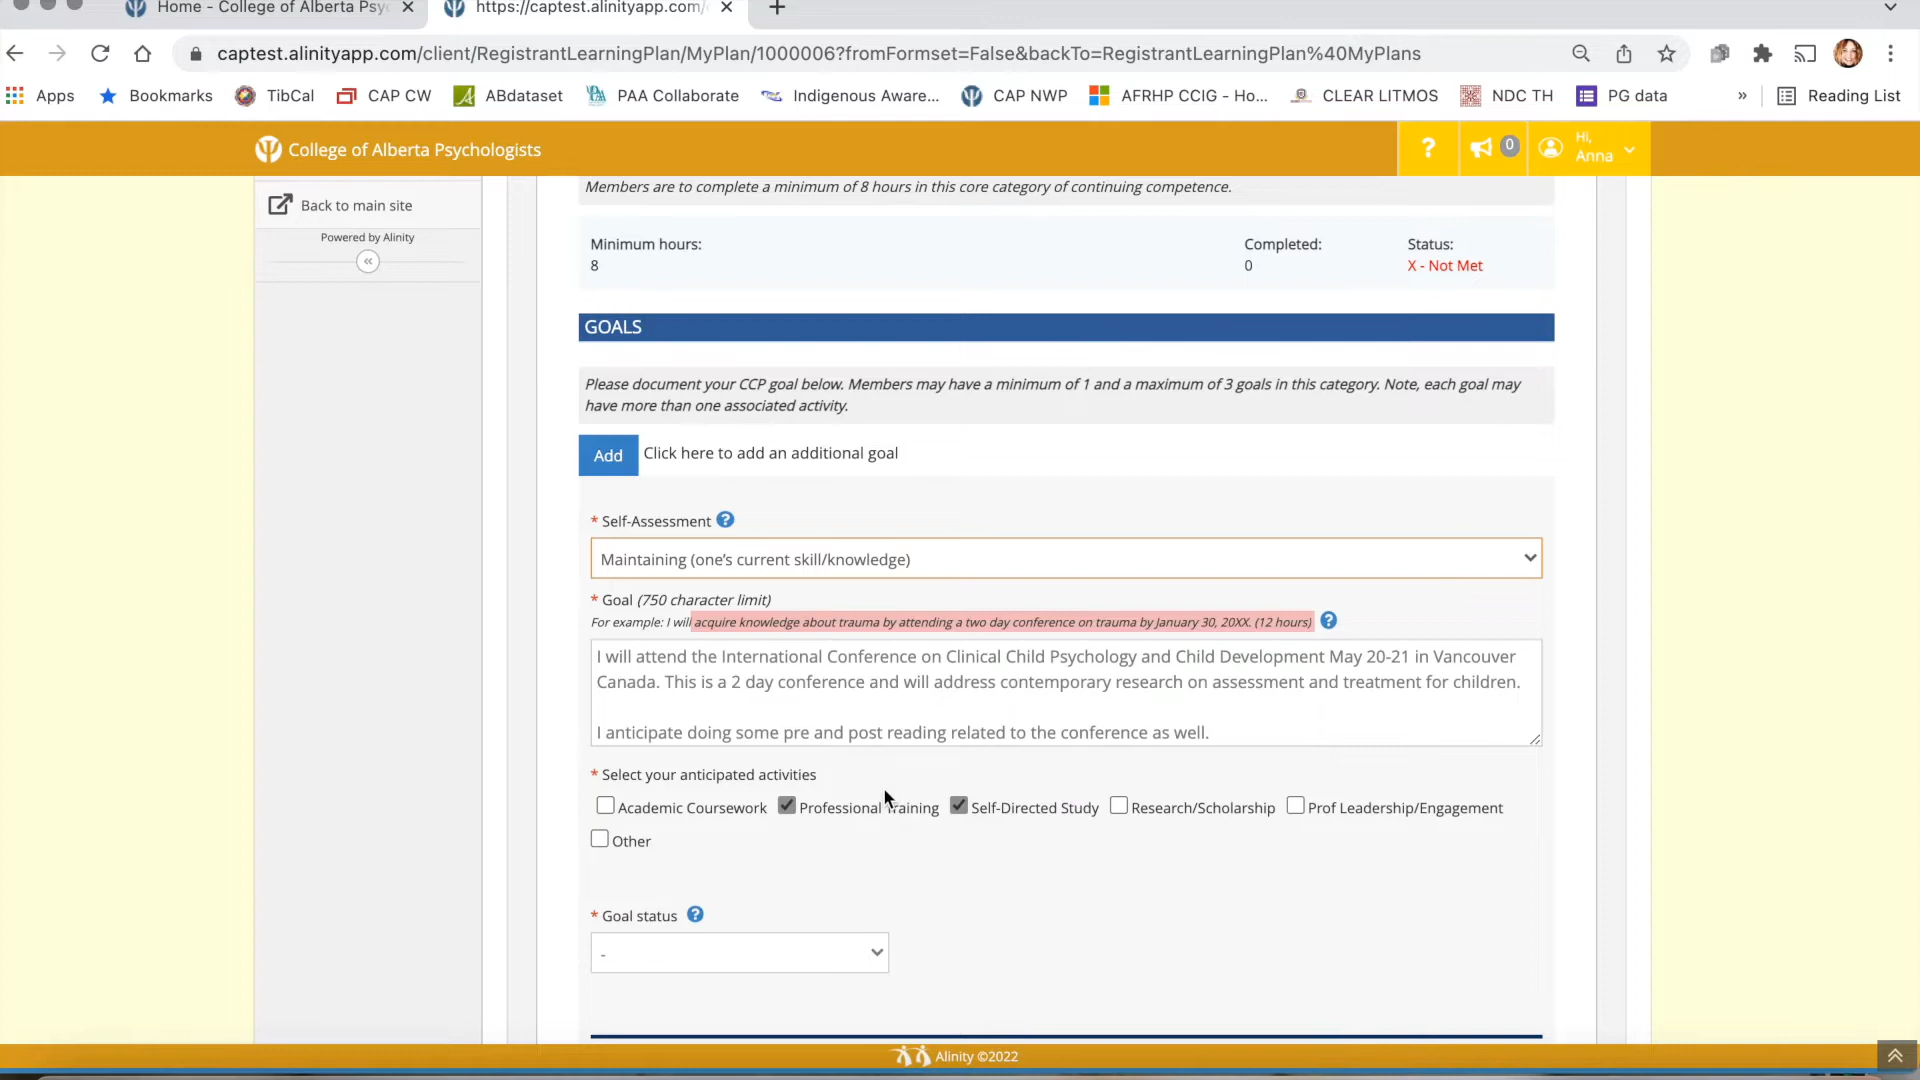 Home - College of Alberta Psy
https://captest.alinityapp.com/
captest.alinityapp.com/client/RegistrantLearningPlan/MyPlan/1000006?fromFormset=False&backTo=RegistrantLearningPlan%40MyPlans
Apps Bookmarks TibCal CAP CW ABdataset PAA Collaborate Indigenous Aware... CAP NWP AFRHP CCIG - Ho... CLEAR LITMOS NDC TH PG data » Reading List
College of Alberta Psychologists
? 0 Hi, Anna
Back to main site
Powered by Alinity
«
Members are to complete a minimum of 8 hours in this core category of continuing competence.
Minimum hours: Completed: Status:
8 0 X - Not Met
GOALS
Please document your CCP goal below. Members may have a minimum of 1 and a maximum of 3 goals in this category. Note, each goal may
have more than one associated activity.
Add Click here to add an additional goal
* Self-Assessment ?
Maintaining (one's current skill/knowledge)
* Goal (750 character limit)
For example: I will acquire knowledge about trauma by attending a two day conference on trauma by January 30, 20XX. (12 hours) ?
I will attend the International Conference on Clinical Child Psychology and Child Development May 20-21 in Vancouver
Canada. This is a 2 day conference and will address contemporary research on assessment and treatment for children.
I anticipate doing some pre and post reading related to the conference as well.
* Select your anticipated activities
Academic Coursework Professional Training Self-Directed Study Research/Scholarship Prof Leadership/Engagement
Other
* Goal status ?
-
Alinity ©2022